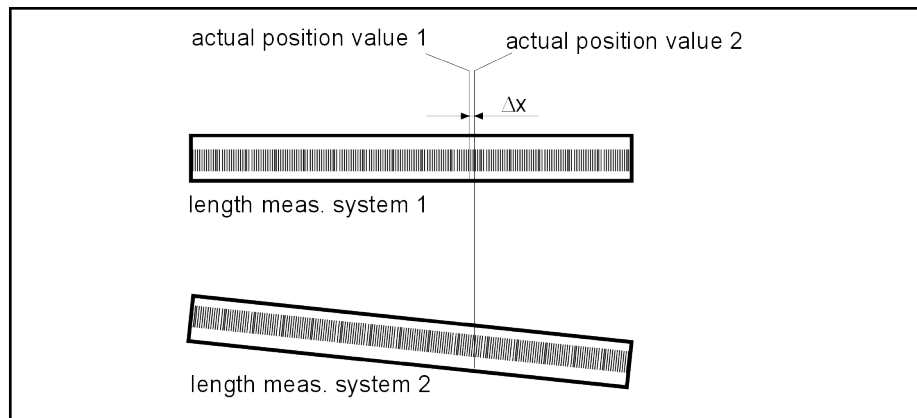 actual position value 1
actual position value 2
Δx
length meas. system 1
length meas. system 2